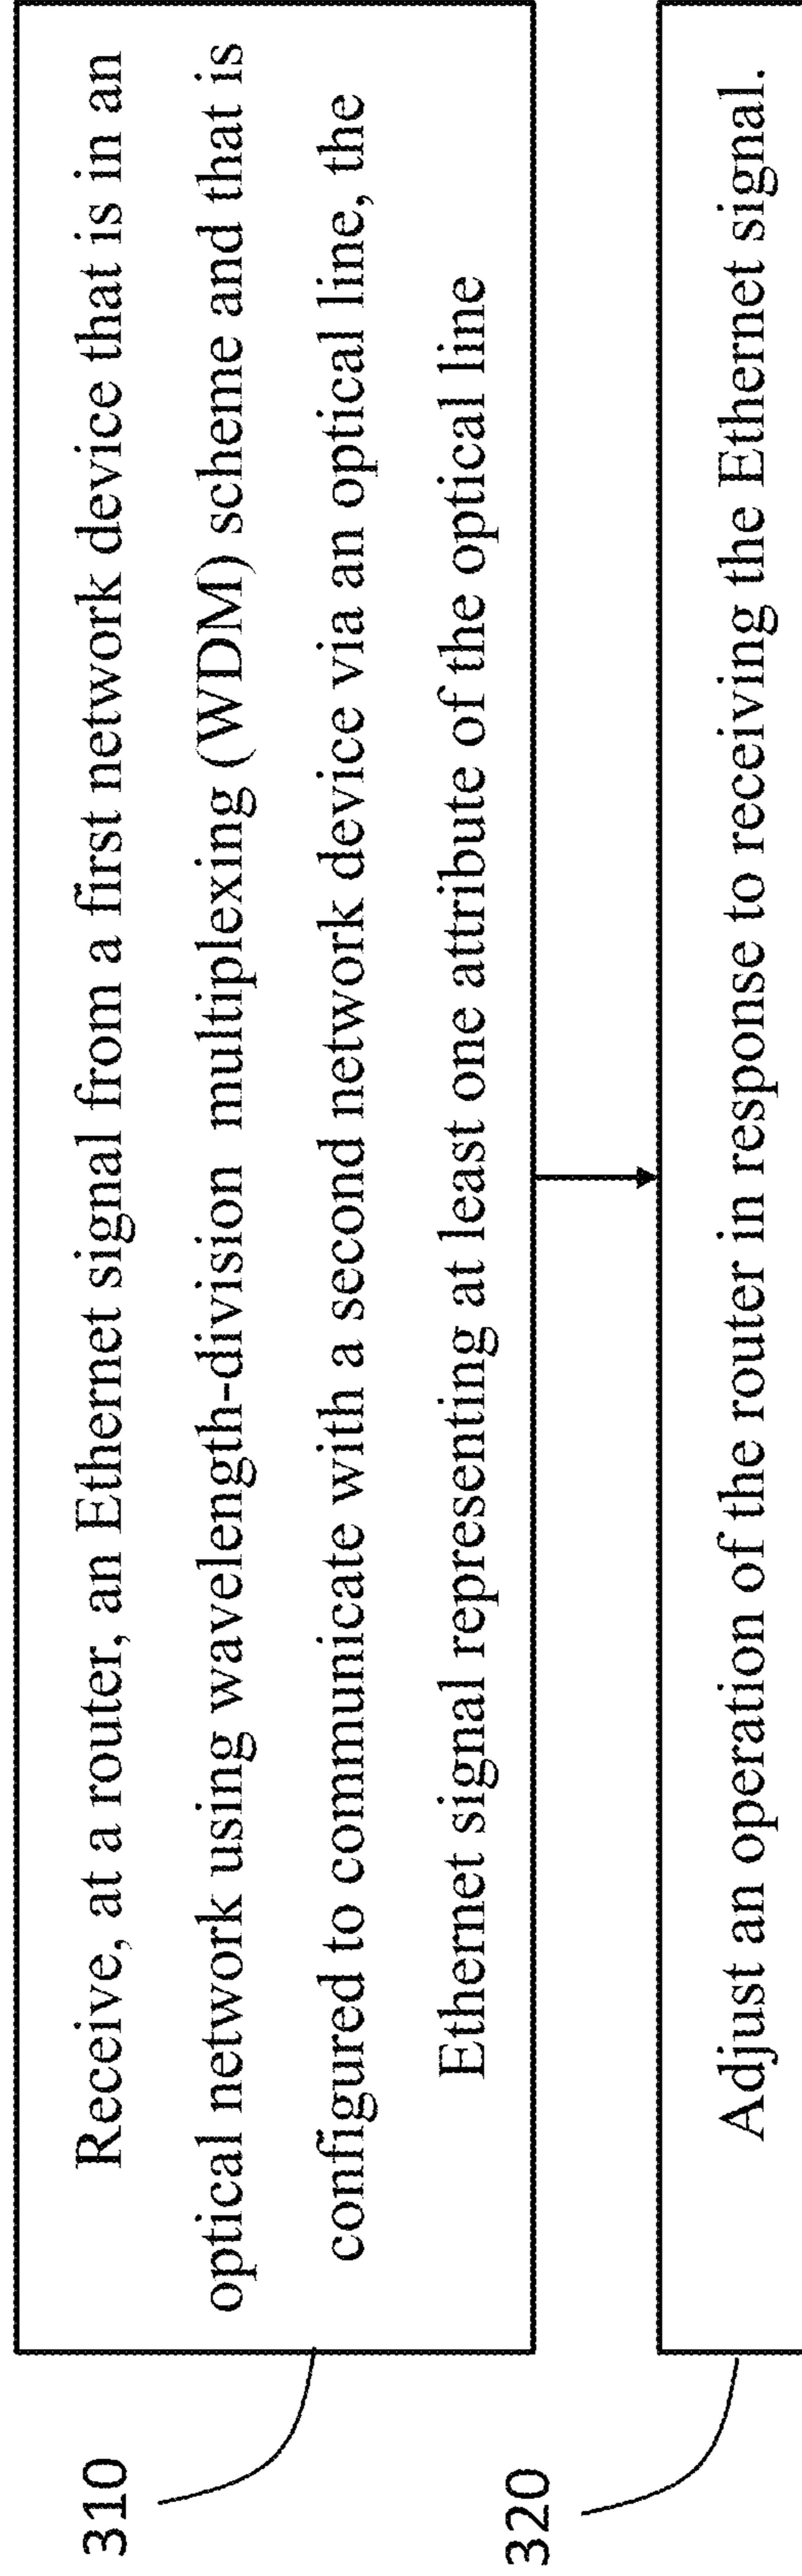 310
Receive, at a router, an Ethernet signal from a first network device that is in an
optical network using wavelength-division multiplexing (WDM) scheme and that is
configured to communicate with a second network device via an optical line, the
Ethernet signal representing at least one attribute of the optical line
320
Adjust an operation of the router in response to receiving the Ethernet signal.